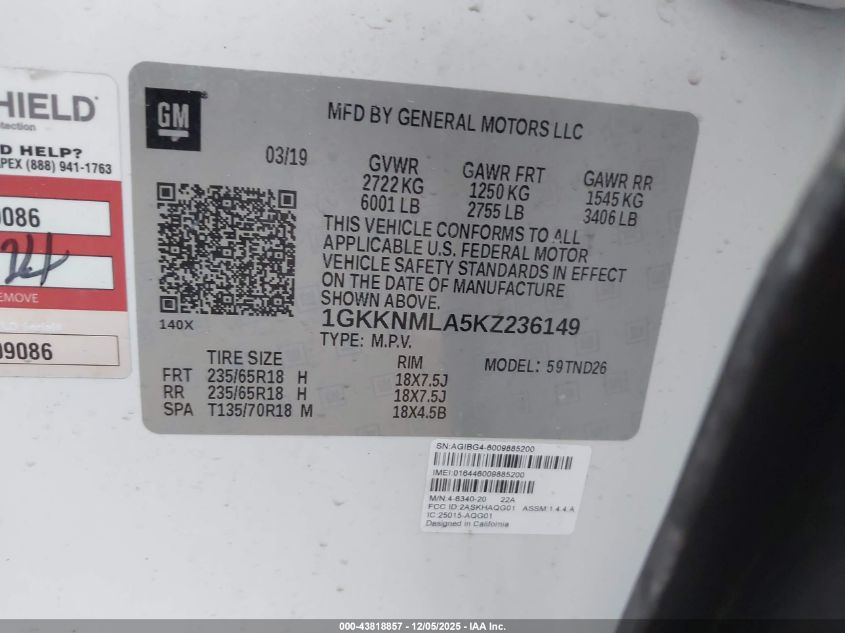 HIELD
otection
D HELP?
APEX (888) 941-1763
0086
REMOVE
09086
GM
MFD BY GENERAL MOTORS LLC
03/19
GVWR
2722 KG
6001 LB
GAWR FRT
1250 KG
2755 LB
GAWR RR
1545 KG
3406 LB
THIS VEHICLE CONFORMS TO ALL
APPLICABLE U.S. FEDERAL MOTOR
VEHICLE SAFETY STANDARDS IN EFFECT
ON THE DATE OF MANUFACTURE
SHOWN ABOVE.
140X
1GKKNMLA5KZ236149
TYPE: M.P.V.
MODEL: 59TND26
TIRE SIZE RIM
FRT 235/65R18 H 18X7.5J
RR 235/65R18 H 18X7.5J
SPA T135/70R18 M 18X4.5B
SN:AGIBG4-6009885200
IMEI:016446009885200
M/N:4-6340-20 22A
FCC ID:2ASKHAQG01 ASSM:1.4.4.A
IC:25015-AQG01
Designed in California
000-43818857 - 12/05/2025 - IAA Inc.